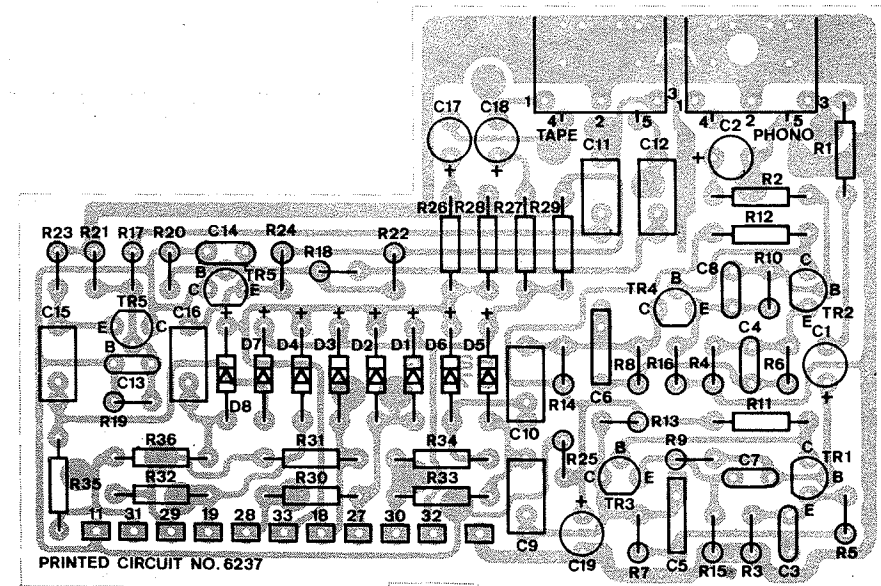 C17 C18
1 3 1 3
4 2 5 4 2 5
TAPE PHONO
C2 R1
C11 C12
R2
R26 R28 R27 R29
R12
R23 R21 R17 R20 C14 R24 R22
R18
B TR5
C E
C8 R10 C
B
TR4 B
C E
E TR2
C15 TR5 C16
E C
B
C4 C1
D7 D4 D3 D2 D1 D6 D5
C13
R8 R16 R4 R6
D8
R19
R14 C6
R11
C10 R13
R36 R31 R34
R25 B R9 C TR1
C E C7 B
R35 R32 R30 R33
TR3 E
11 31 29 19 28 33 18 27 30 32
C9 C19 R7 C5 R15 R3 C3 R5
PRINTED CIRCUIT NO. 6237